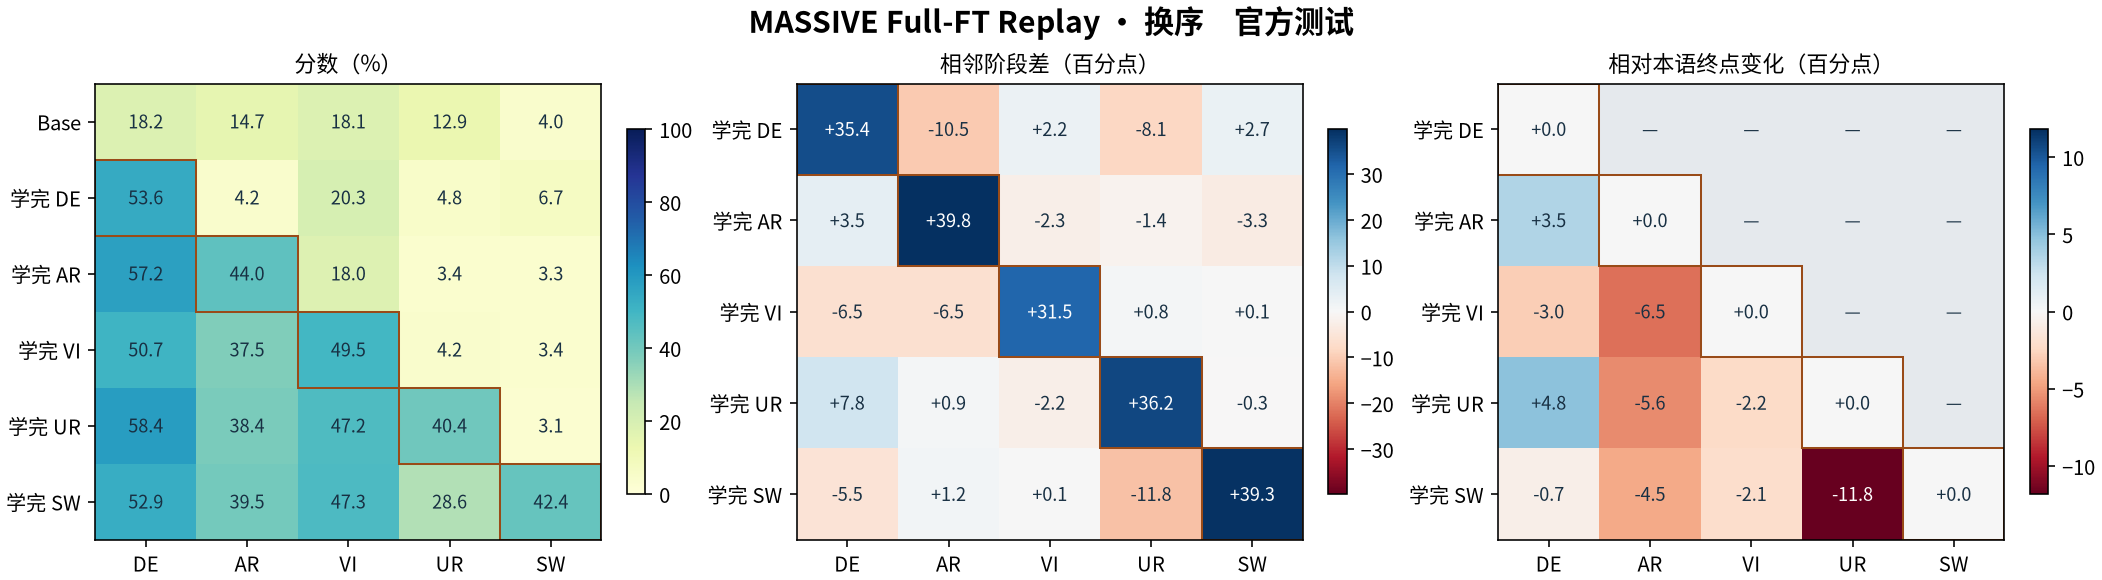 MASSIVE Full-FT Replay · 换序　官方测试
分数（%）
Base 18.2 14.7 18.1 12.9 4.0
学完 DE 53.6 4.2 20.3 4.8 6.7
学完 AR 57.2 44.0 18.0 3.4 3.3
学完 VI 50.7 37.5 49.5 4.2 3.4
学完 UR 58.4 38.4 47.2 40.4 3.1
学完 SW 52.9 39.5 47.3 28.6 42.4
DE AR VI UR SW
100
80
60
40
20
0
相邻阶段差（百分点）
学完 DE +35.4 -10.5 +2.2 -8.1 +2.7
学完 AR +3.5 +39.8 -2.3 -1.4 -3.3
学完 VI -6.5 -6.5 +31.5 +0.8 +0.1
学完 UR +7.8 +0.9 -2.2 +36.2 -0.3
学完 SW -5.5 +1.2 +0.1 -11.8 +39.3
DE AR VI UR SW
30
20
10
0
−10
−20
−30
相对本语终点变化（百分点）
学完 DE +0.0 — — — —
学完 AR +3.5 +0.0 — — —
学完 VI -3.0 -6.5 +0.0 — —
学完 UR +4.8 -5.6 -2.2 +0.0 —
学完 SW -0.7 -4.5 -2.1 -11.8 +0.0
DE AR VI UR SW
10
5
0
−5
−10